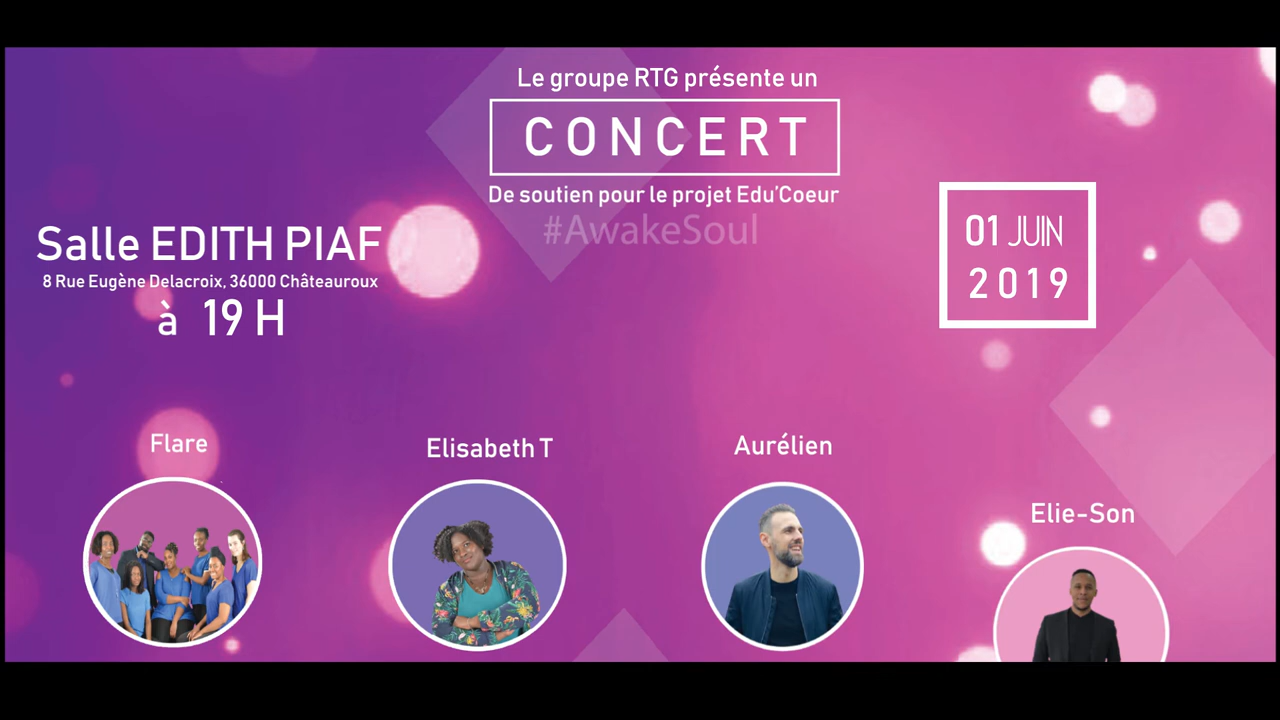 Le groupe RTG présente un
CONCERT
De soutien pour le projet Edu'Coeur
#AwakeSoul
Salle EDITH PIAF
8 Rue Eugène Delacroix, 36000 Châteauroux
à 19 H
01 JUIN
2019
Flare
Elisabeth T
Aurélien
Elie-Son